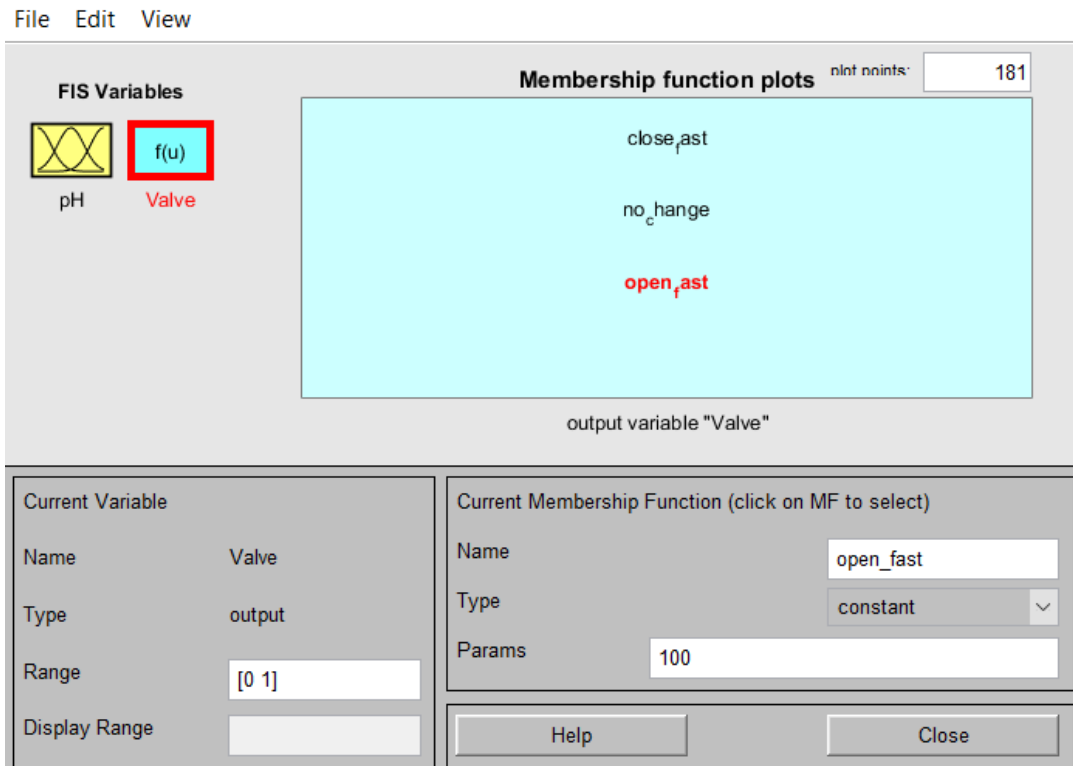 File Edit View
FIS Variables
f(u)
pH Valve
Membership function plots plot points: 181
close_fast
no_change
open_fast
output variable "Valve"
Current Variable
Name Valve
Type output
Range [0 1]
Display Range
Current Membership Function (click on MF to select)
Name open_fast
Type constant
Params 100
Help Close